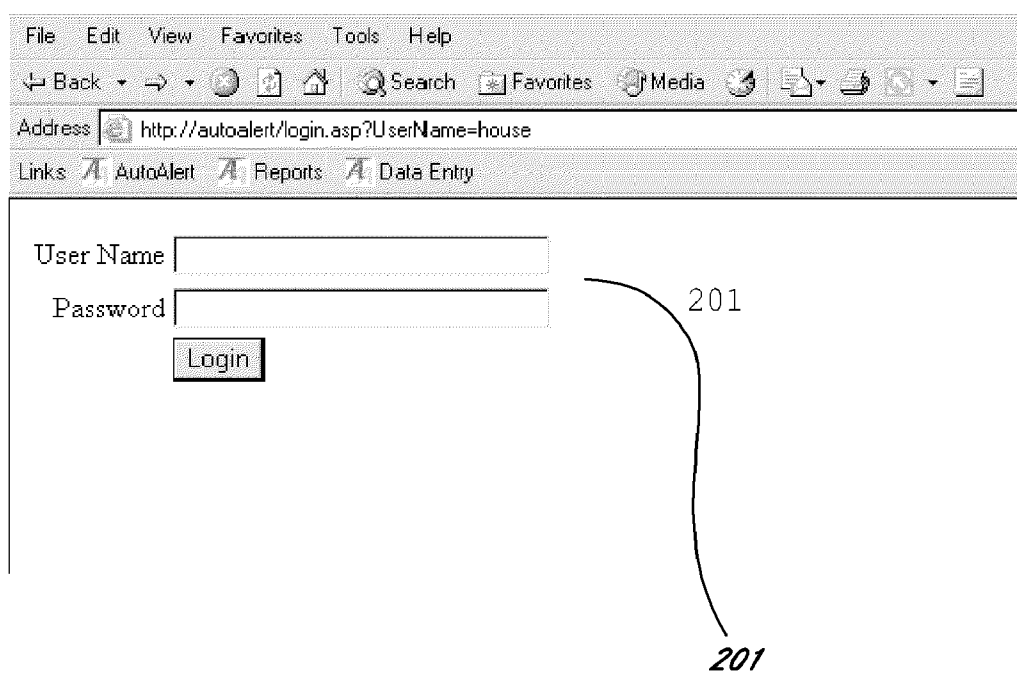 File Edit View Favorites Tools Help
Back Search Favorites Media
Address http://autoalert/login.asp?UserName=house
Links AutoAlert Reports Data Entry
User Name
Password
201
Login
201